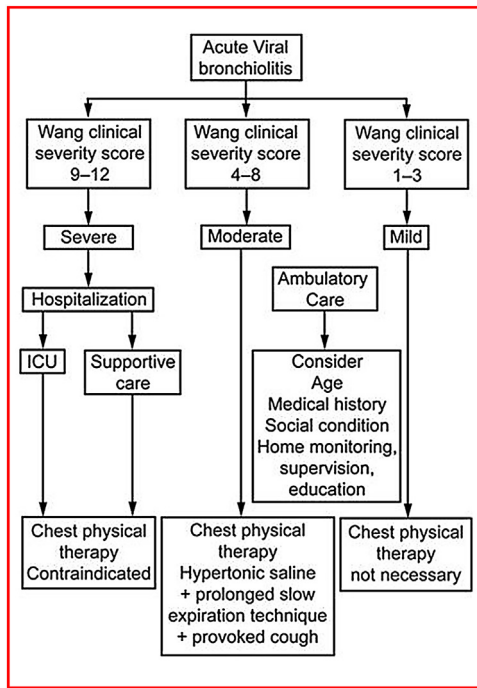 Acute Viral
bronchiolitis
Wang clinical
severity score
9–12
Wang clinical
severity score
4–8
Wang clinical
severity score
1–3
Severe
Moderate
Mild
Hospitalization
Ambulatory
Care
ICU
Supportive
care
Consider
Age
Medical history
Social condition
Home monitoring,
supervision,
education
Chest physical
therapy
Contraindicated
Chest physical
therapy
Hypertonic saline
+ prolonged slow
expiration technique
+ provoked cough
Chest physical
therapy
not necessary